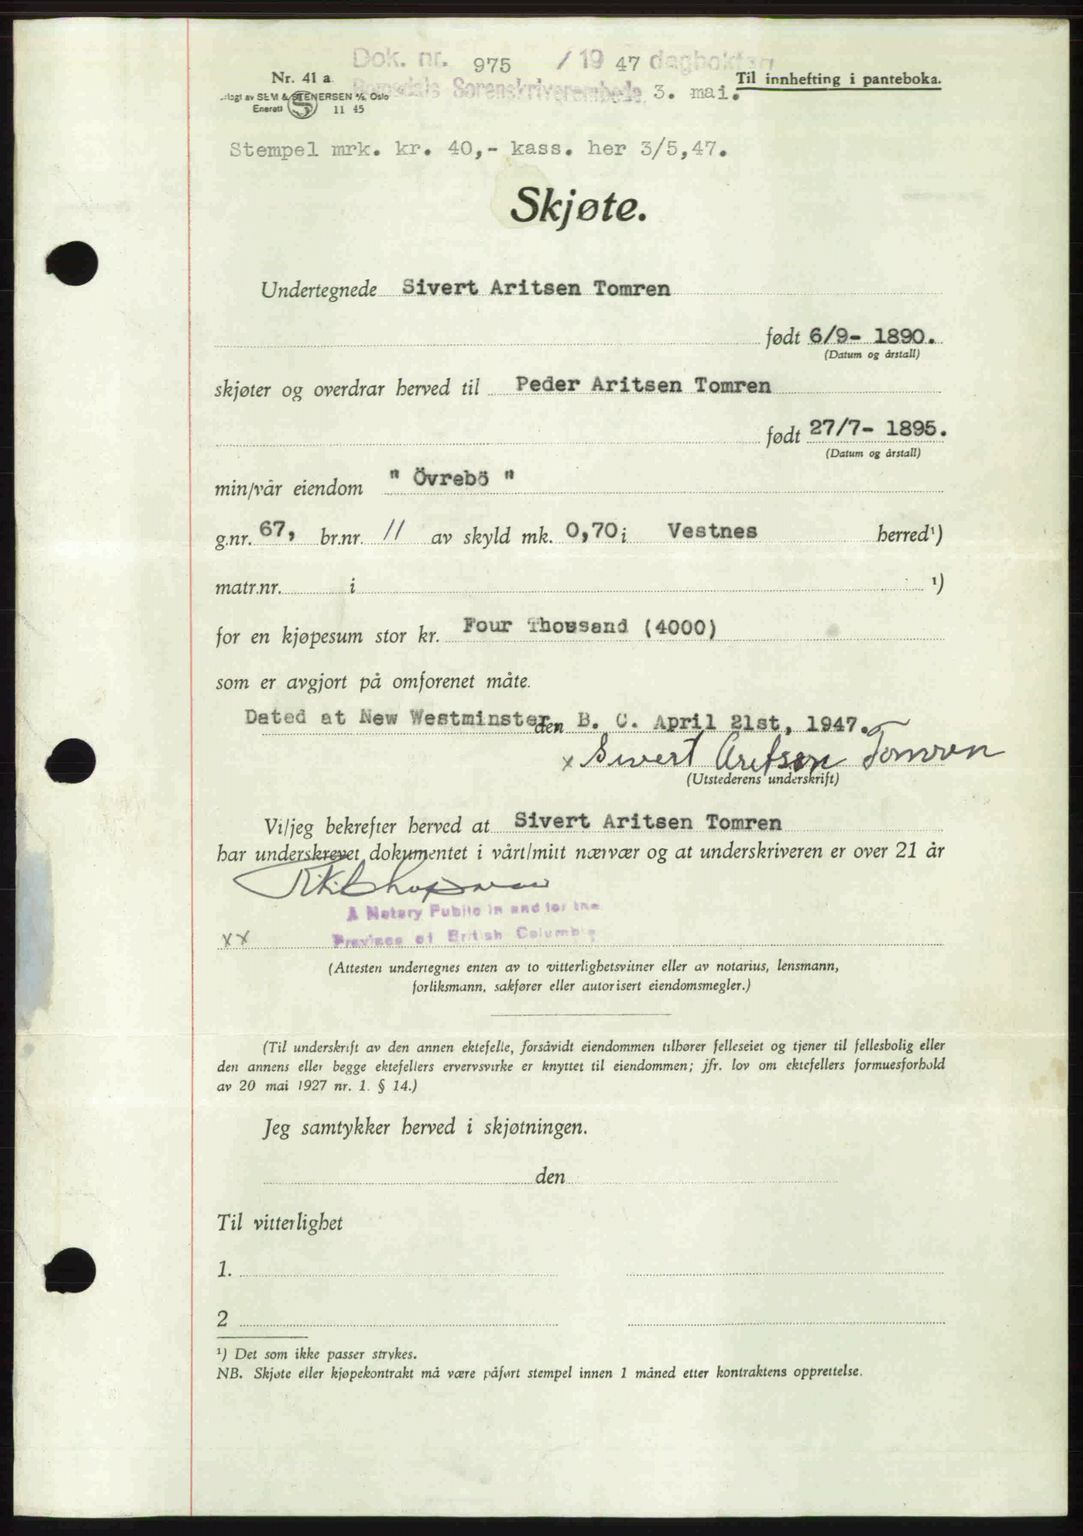 Dok. nr. 975 / 19 47 dagbokført
Nr. 41 a Til innhefting i panteboka.
Romsdals Sorenskriverembede 3. mai.
SEM & STENERSEN A/S Oslo
Enerett S 11 45
Stempel mrk. kr. 40,- kass. her 3/5,47.
Skjøte.
Undertegnede Sivert Aritsen Tomren
født 6/9- 1890.
(Datum og årstall)
skjøter og overdrar herved til Peder Aritsen Tomren
født 27/7- 1895.
(Datum og årstall)
min/vår eiendom " Övrebö "
g.nr. 67, br.nr. 11 av skyld mk. 0,70 i Vestnes herred¹)
matr.nr. i ¹)
for en kjøpesum stor kr. Four Thousand (4000)
som er avgjort på omforenet måte.
Dated at New Westminster, den B. C. April 21st, 1947.
x Sivert Aritsen Tomren
(Utstederens underskrift)
Vi/jeg bekrefter herved at Sivert Aritsen Tomren
har underskrevet dokumentet i vårt/mitt nærvær og at underskriveren er over 21 år
A Notary Public in and for the
xx Province of British Columbia
(Attesten undertegnes enten av to vitterlighetsvitner eller av notarius, lensmann,
forliksmann, sakfører eller autorisert eiendomsmegler.)
(Til underskrift av den annen ektefelle, forsåvidt eiendommen tilhører felleseiet og tjener til fellesbolig eller
den annens eller begge ektefellers ervervsvirke er knyttet til eiendommen; jfr. lov om ektefellers formuesforhold
av 20 mai 1927 nr. 1. § 14.)
Jeg samtykker herved i skjøtningen.
den
Til vitterlighet
1.
2
¹) Det som ikke passer strykes.
NB. Skjøte eller kjøpekontrakt må være påført stempel innen 1 måned etter kontraktens opprettelse.